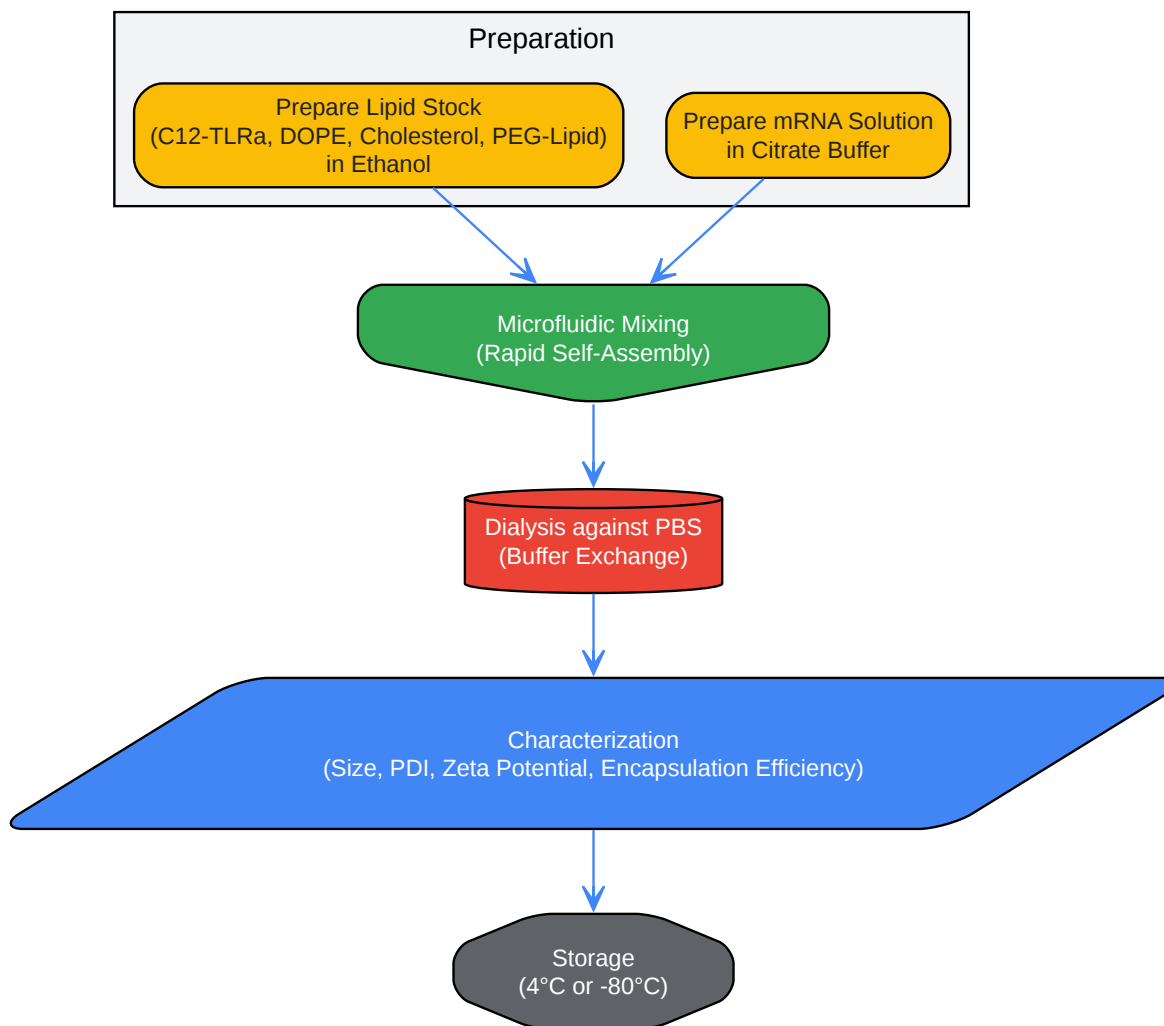 Preparation
Prepare Lipid Stock
(C12-TLRa, DOPE, Cholesterol, PEG-Lipid)
in Ethanol
Prepare mRNA Solution
in Citrate Buffer
Microfluidic Mixing
(Rapid Self-Assembly)
Dialysis against PBS
(Buffer Exchange)
Characterization
(Size, PDI, Zeta Potential, Encapsulation Efficiency)
Storage
(4°C or -80°C)